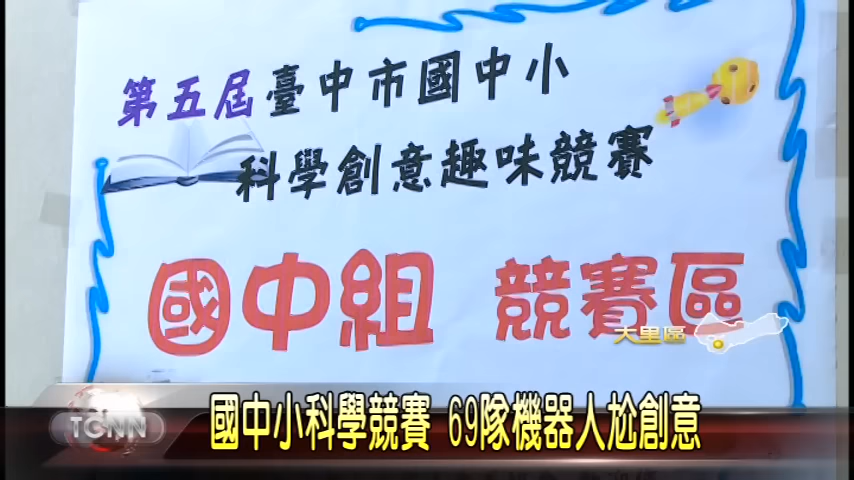 第五屆臺中市國中小
科學創意趣味競賽
國中組 競賽區
大里區
TCNN
國中小科學競賽 69隊機器人尬創意